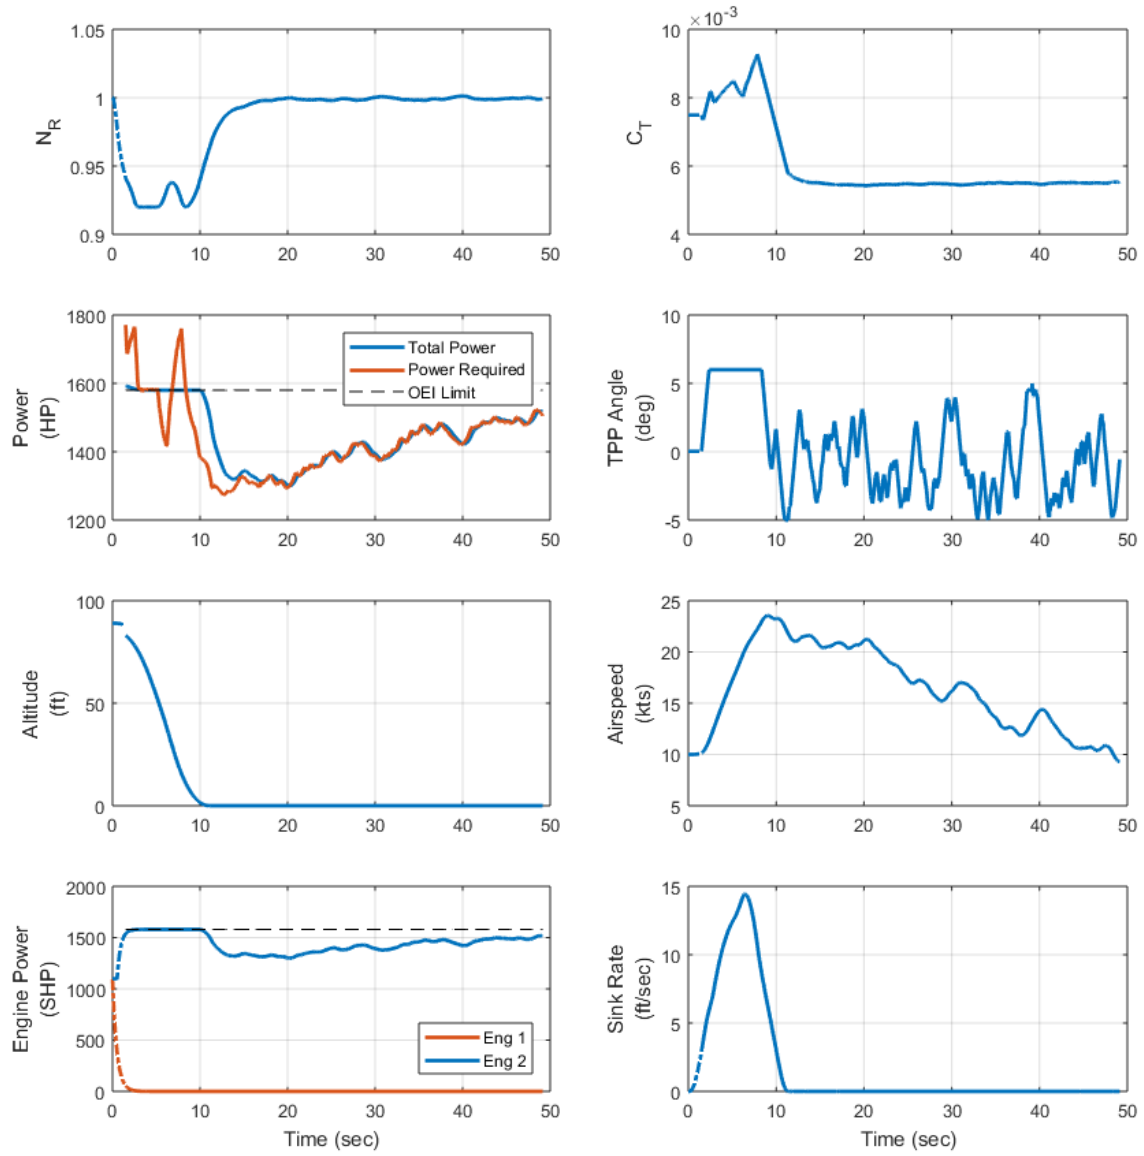 1.05
1
0.95
0.9
N_R
0 10 20 30 40 50
×10⁻³
10
8
6
4
C_T
0 10 20 30 40 50
1800
1600
1400
1200
Power
(HP)
Total Power
Power Required
OEI Limit
0 10 20 30 40 50
10
5
0
-5
TPP Angle
(deg)
0 10 20 30 40 50
100
50
0
Altitude
(ft)
0 10 20 30 40 50
25
20
15
10
5
Airspeed
(kts)
0 10 20 30 40 50
2000
1500
1000
500
0
Engine Power
(SHP)
Eng 1
Eng 2
0 10 20 30 40 50
Time (sec)
15
10
5
0
Sink Rate
(ft/sec)
0 10 20 30 40 50
Time (sec)